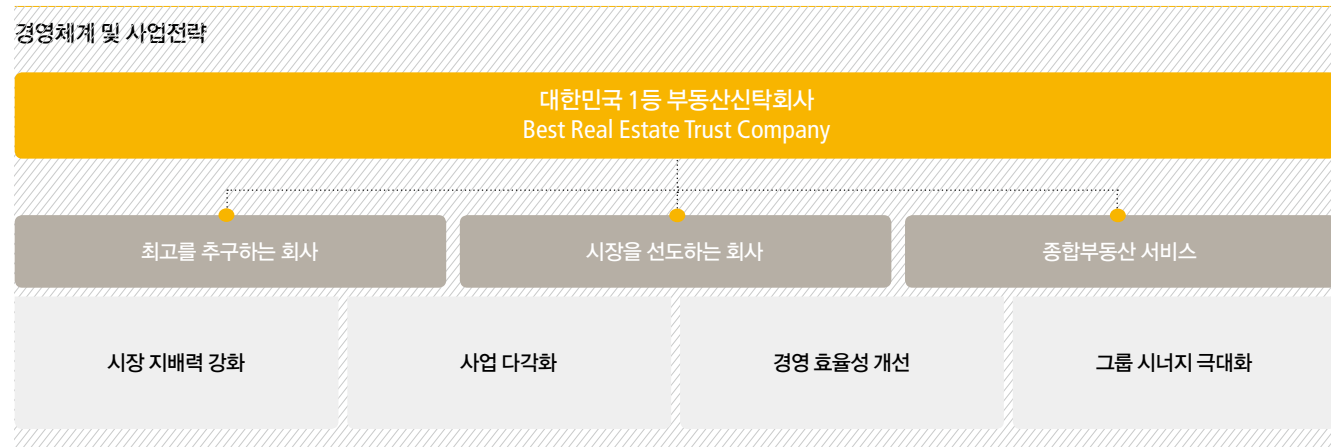 경영체계 및 사업전략
대한민국 1등 부동산신탁회사
Best Real Estate Trust Company
최고를 추구하는 회사
시장을 선도하는 회사
종합부동산 서비스
시장 지배력 강화
사업 다각화
경영 효율성 개선
그룹 시너지 극대화